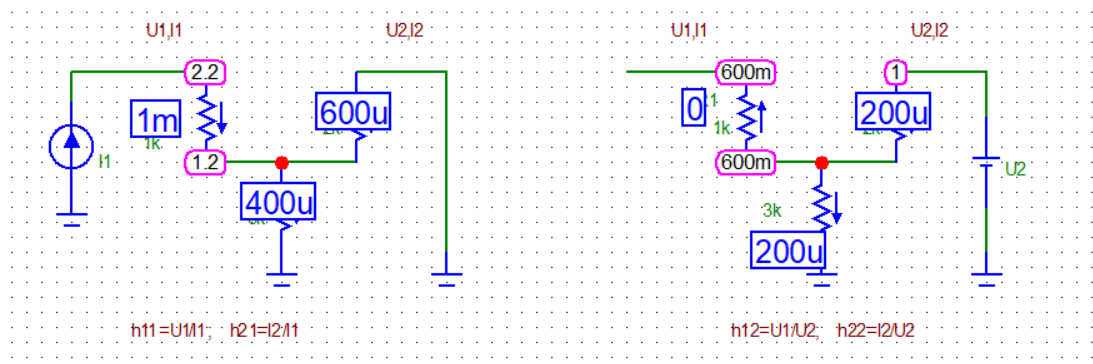 U1,I1 U2,I2 U1,I1 U2,I2
2.2 600m 1
1m 600u 0 200u
1k 1k
I1 1.2 600m U2
400u 3k
200u
h11=U1/I1; h21=I2/I1 h12=U1/U2; h22=I2/U2